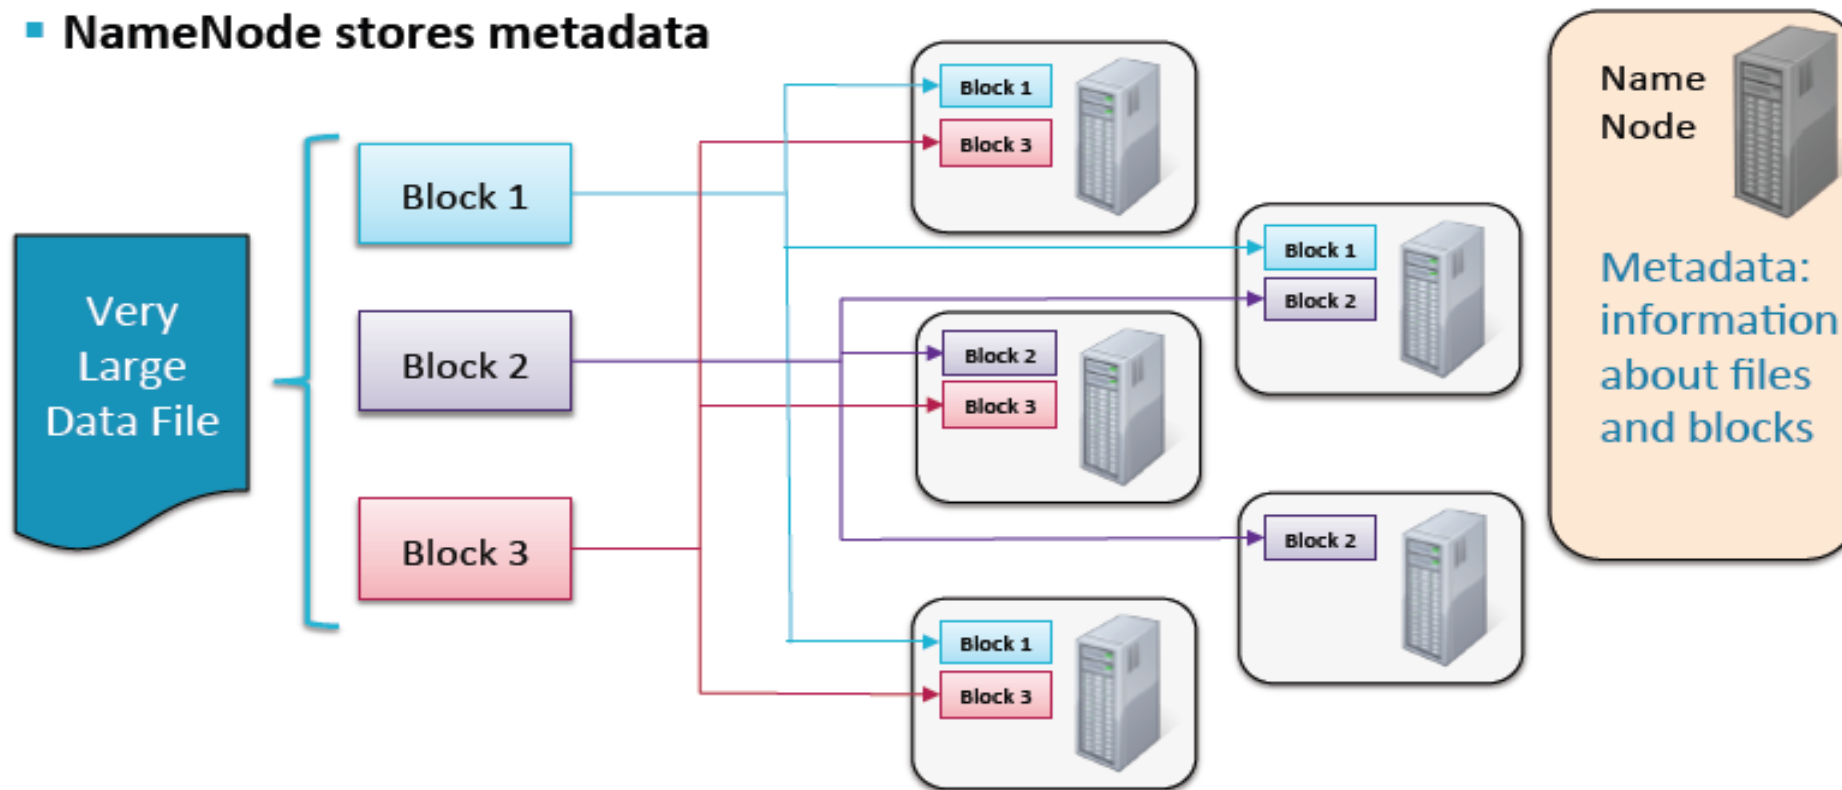 NameNode stores metadata
Very
Large
Data File
Block 1
Block 2
Block 3
Block 1
Block 3
Block 1
Block 2
Block 2
Block 3
Block 2
Block 1
Block 3
Name
Node
Metadata:
information
about files
and blocks